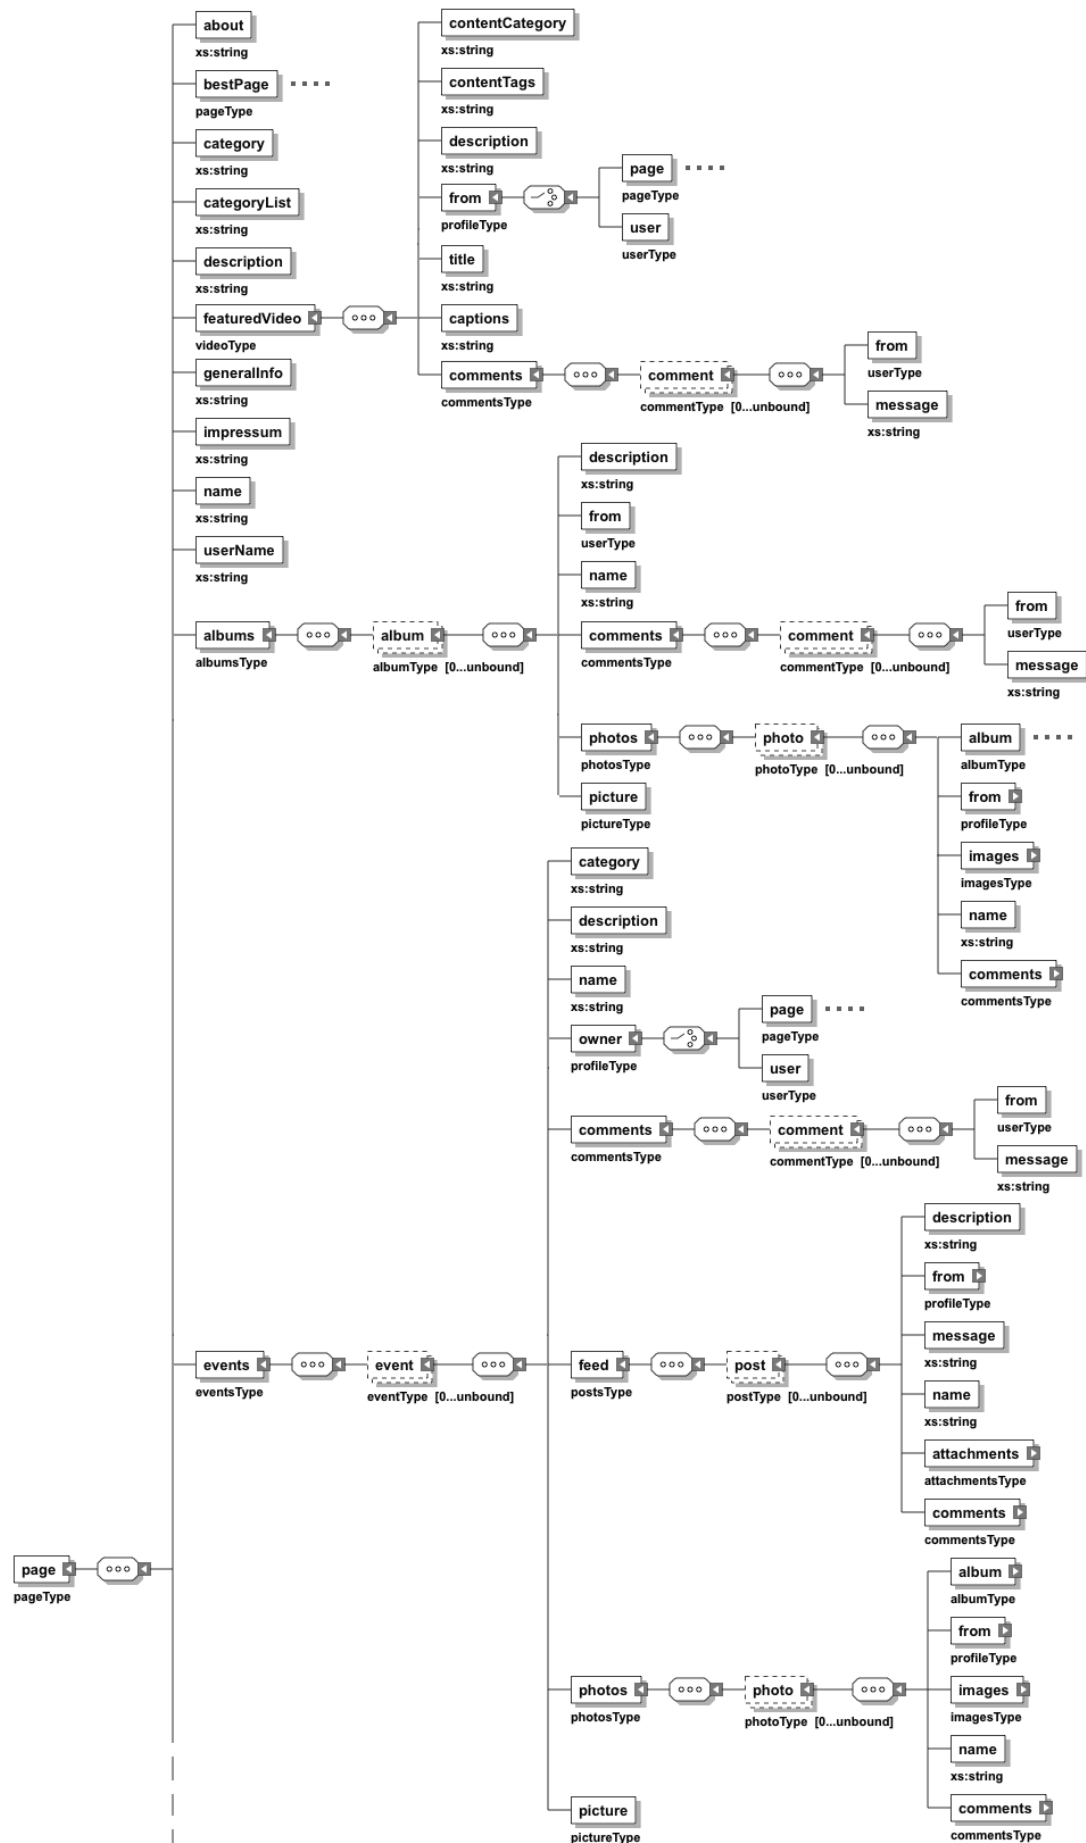 about
xs:string
bestPage
pageType
category
xs:string
categoryList
xs:string
description
xs:string
featuredVideo
videoType
contentCategory
xs:string
contentTags
xs:string
description
xs:string
from
profileType
page
pageType
user
userType
title
xs:string
captions
xs:string
comments
commentsType
comment
commentType [0...unbound]
from
userType
message
xs:string
generalInfo
xs:string
impressum
xs:string
name
xs:string
userName
xs:string
albums
albumsType
album
albumType [0...unbound]
description
xs:string
from
userType
name
xs:string
comments
commentsType
comment
commentType [0...unbound]
from
userType
message
xs:string
photos
photosType
photo
photoType [0...unbound]
album
albumType
from
profileType
images
imagesType
name
xs:string
comments
commentsType
picture
pictureType
events
eventsType
event
eventType [0...unbound]
category
xs:string
description
xs:string
name
xs:string
owner
profileType
page
pageType
user
userType
comments
commentsType
comment
commentType [0...unbound]
from
userType
message
xs:string
feed
postsType
post
postType [0...unbound]
description
xs:string
from
profileType
message
xs:string
name
xs:string
attachments
attachmentsType
comments
commentsType
page
pageType
photos
photosType
photo
photoType [0...unbound]
album
albumType
from
profileType
images
imagesType
name
xs:string
comments
commentsType
picture
pictureType